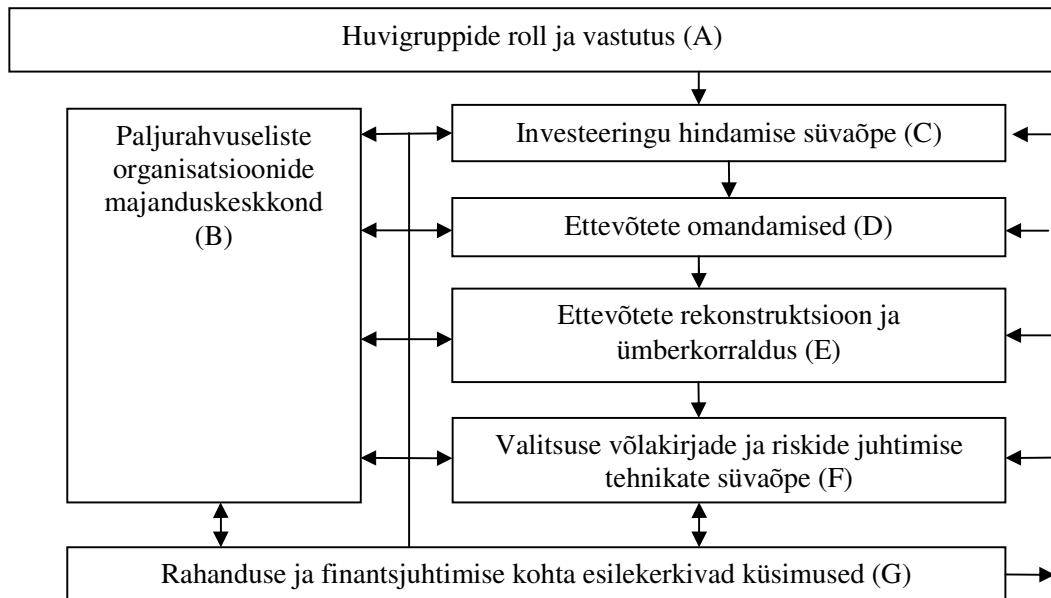 Huvigruppide roll ja vastutus (A)
Paljurahvuseliste
organisatsioonide
majanduskeskkond
(B)
Investeeringu hindamise süvaõpe (C)
Ettevõtete omandamised (D)
Ettevõtete rekonstruktsioon ja
ümberkorraldus (E)
Valitsuse võlakirjade ja riskide juhtimise
tehnikate süvaõpe (F)
Rahanduse ja finantsjuhtimise kohta esilekerkivad küsimused (G)